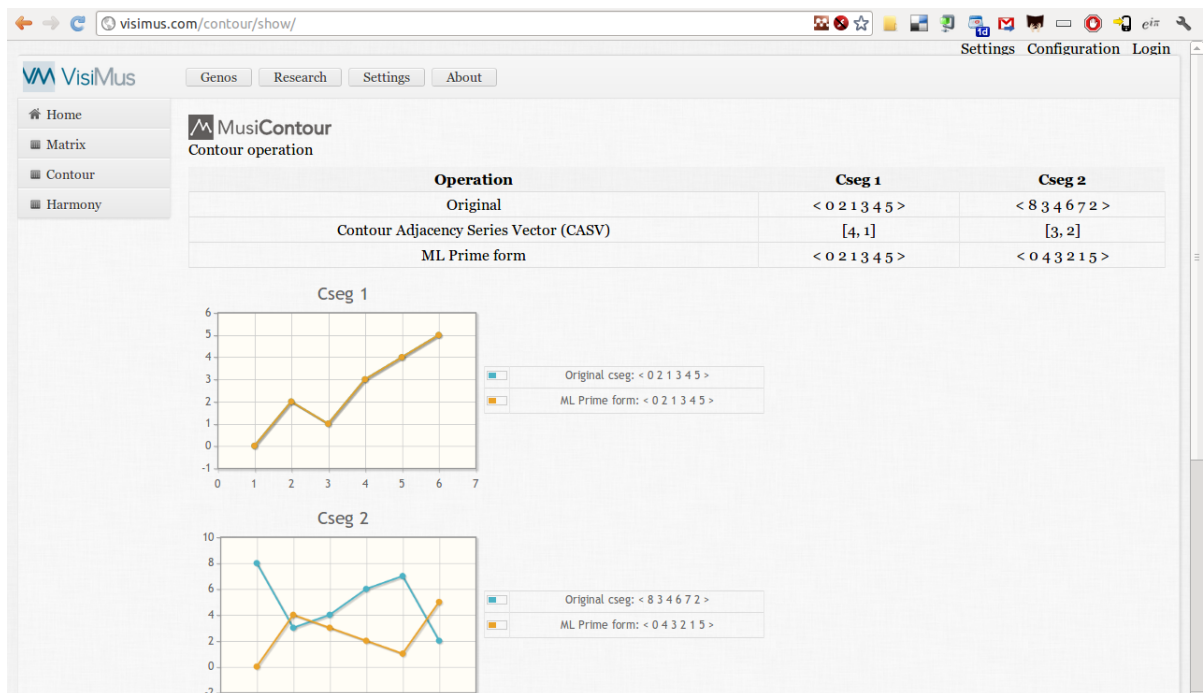 visimus.com/contour/show/
1d
e^iπ
Settings Configuration Login
VM VisiMus
Genos Research Settings About
Home
Matrix
Contour
Harmony
MusiContour
Contour operation
Operation Cseg 1 Cseg 2
Original < 0 2 1 3 4 5 > < 8 3 4 6 7 2 >
Contour Adjacency Series Vector (CASV) [4, 1] [3, 2]
ML Prime form < 0 2 1 3 4 5 > < 0 4 3 2 1 5 >
Cseg 1
6
5
4
3
2
1
0
-1
0 1 2 3 4 5 6 7
Original cseg: < 0 2 1 3 4 5 >
ML Prime form: < 0 2 1 3 4 5 >
Cseg 2
10
8
6
4
2
0
-2
Original cseg: < 8 3 4 6 7 2 >
ML Prime form: < 0 4 3 2 1 5 >